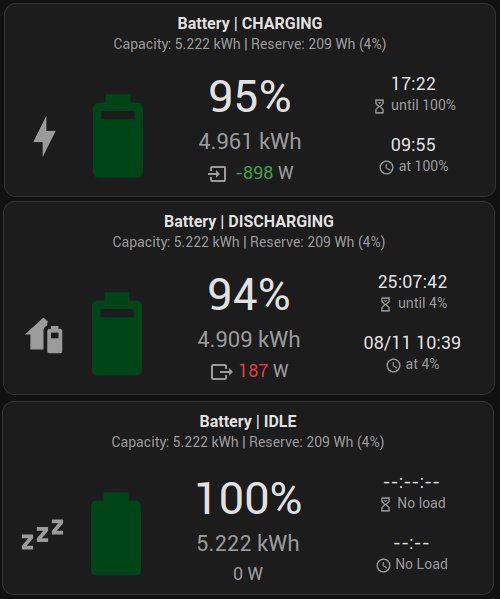 Battery | CHARGING
Capacity: 5.222 kWh | Reserve: 209 Wh (4%)
95%
4.961 kWh
-898 W
17:22
until 100%
09:55
at 100%
Battery | DISCHARGING
Capacity: 5.222 kWh | Reserve: 209 Wh (4%)
94%
4.909 kWh
187 W
25:07:42
until 4%
08/11 10:39
at 4%
Battery | IDLE
Capacity: 5.222 kWh | Reserve: 209 Wh (4%)
zzz
100%
5.222 kWh
0 W
--:--:--
No load
--:--
No Load